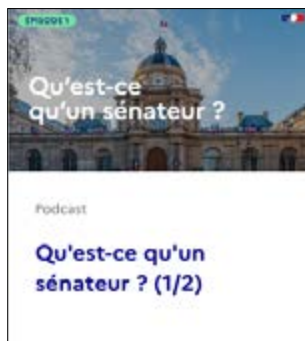 EPISODE 1
Qu'est-ce
qu'un sénateur ?
Podcast
Qu'est-ce qu'un
sénateur ? (1/2)